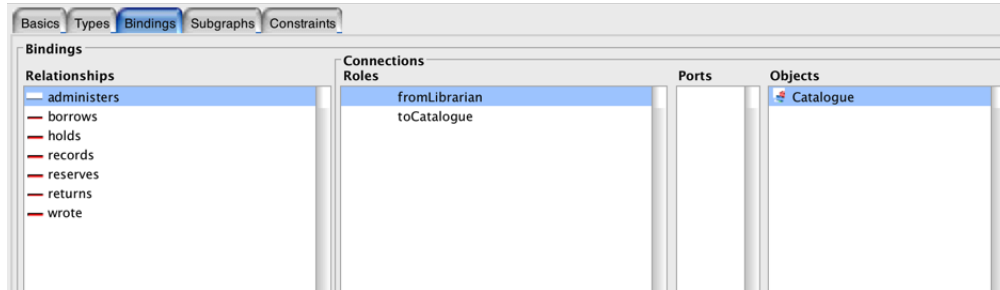 Basics Types Bindings Subgraphs Constraints
Bindings
Connections
Relationships Roles Ports Objects
administers fromLibrarian Catalogue
borrows toCatalogue
holds
records
reserves
returns
wrote